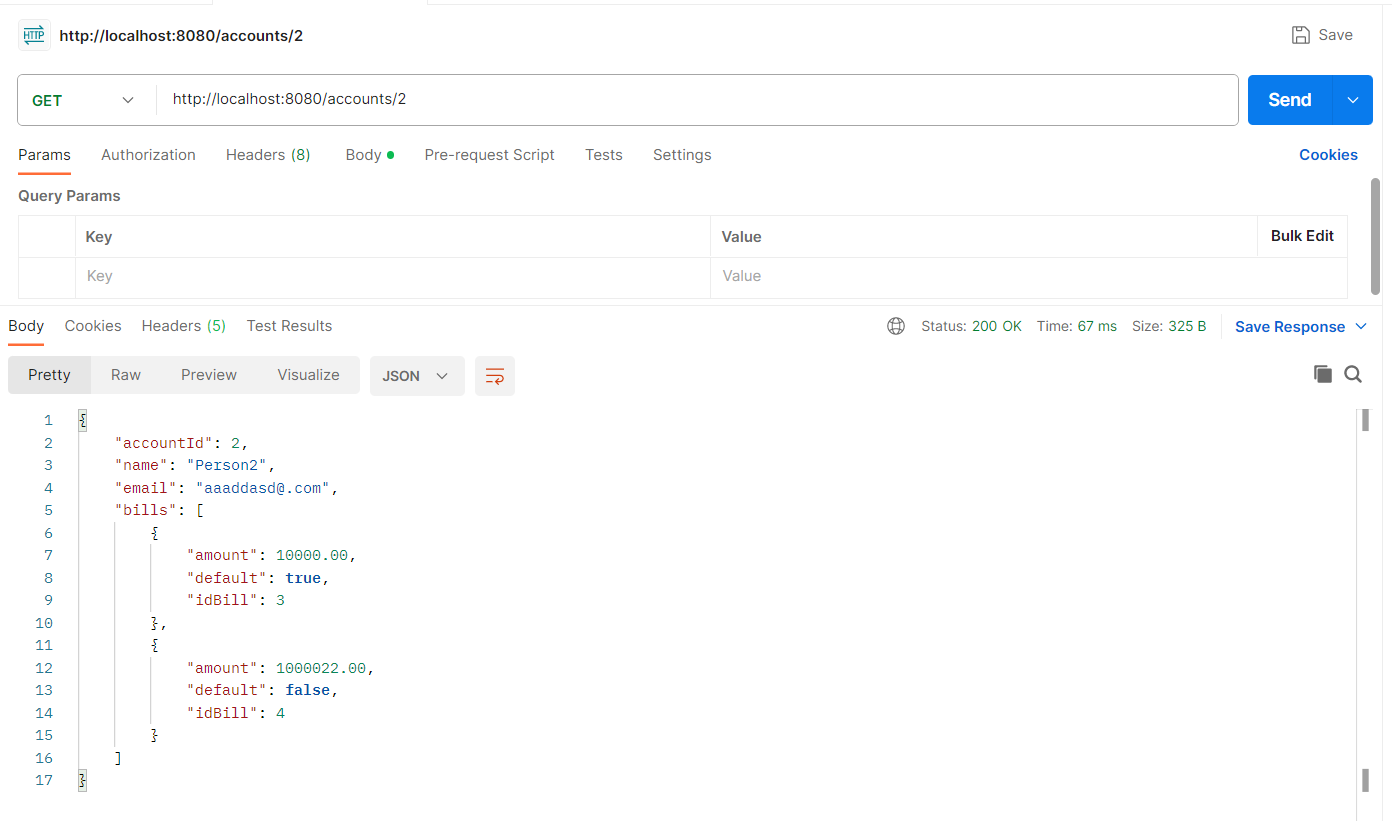 HTTP http://localhost:8080/accounts/2 Save
GET http://localhost:8080/accounts/2 Send
Params Authorization Headers (8) Body Pre-request Script Tests Settings Cookies
Query Params
Key Value Bulk Edit
Key Value
Body Cookies Headers (5) Test Results Status: 200 OK Time: 67 ms Size: 325 B Save Response
Pretty Raw Preview Visualize JSON
1 {
2 "accountId": 2,
3 "name": "Person2",
4 "email": "aaaddasd@.com",
5 "bills": [
6 {
7 "amount": 10000.00,
8 "default": true,
9 "idBill": 3
10 },
11 {
12 "amount": 1000022.00,
13 "default": false,
14 "idBill": 4
15 }
16 ]
17 }